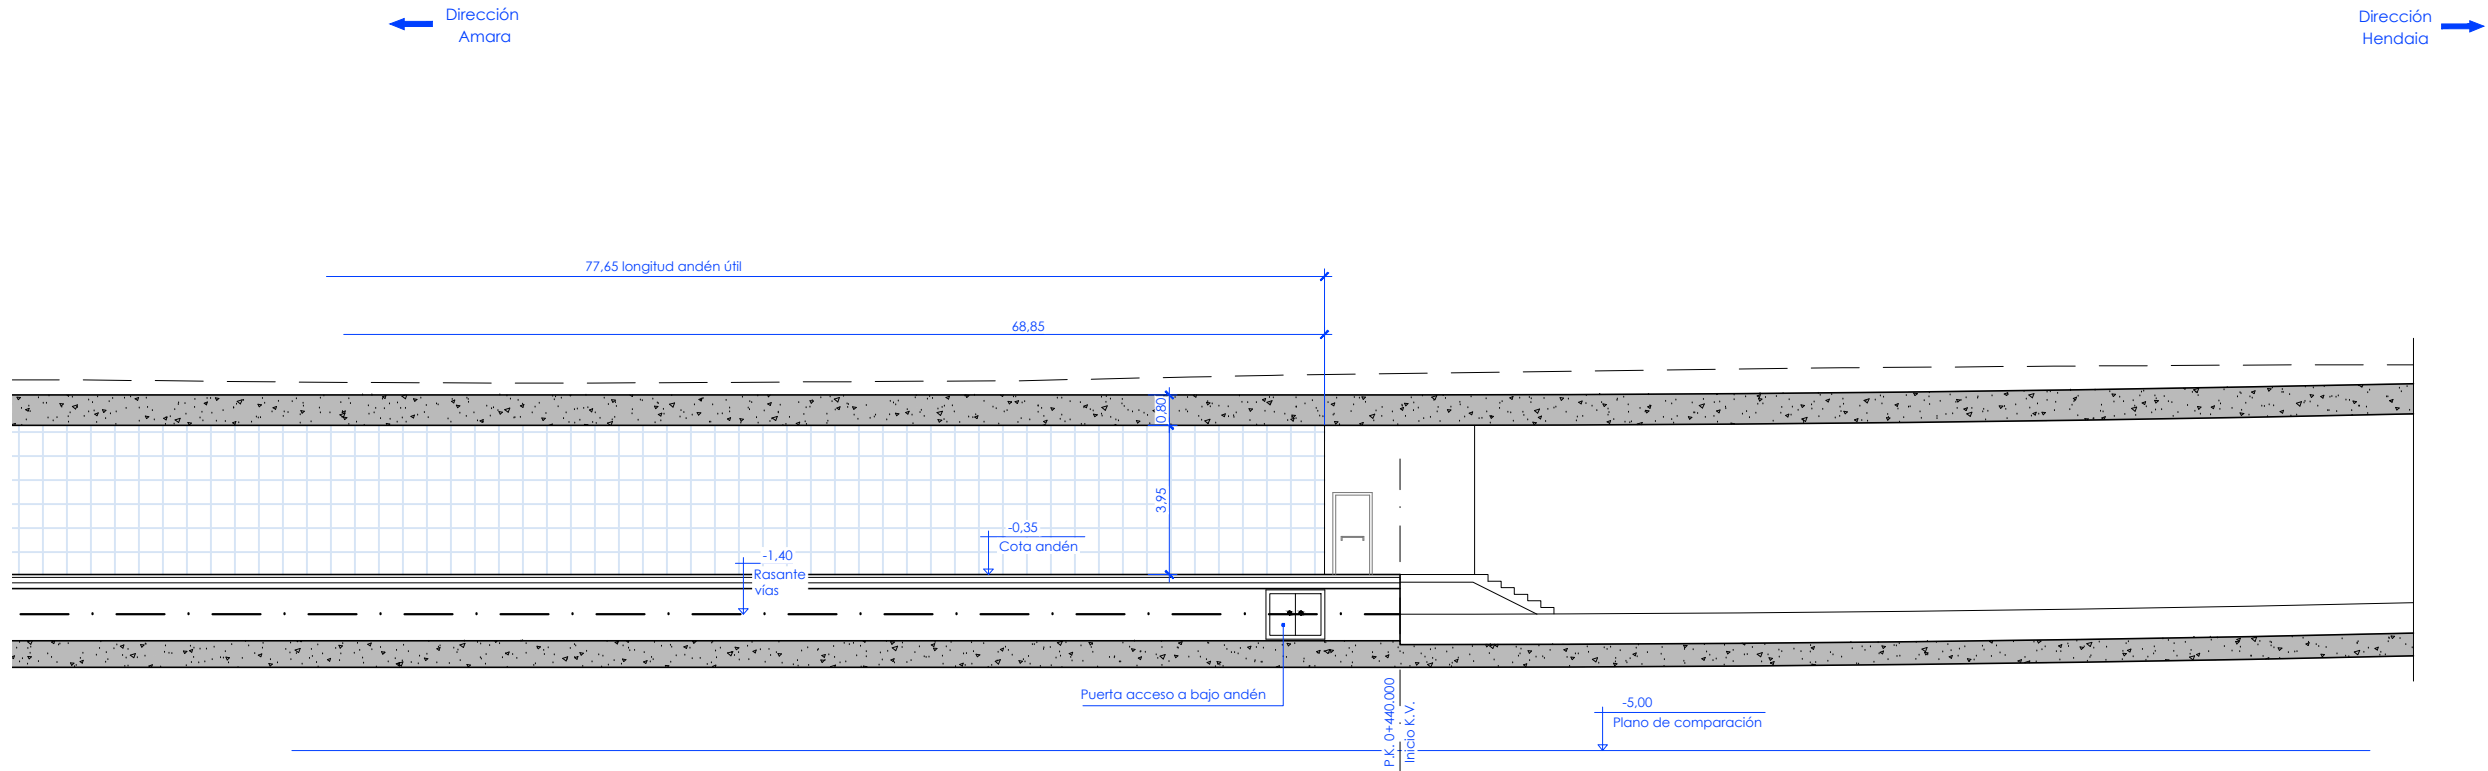 Dirección
Amara
Dirección
Hendaia
77,65 longitud andén útil
68,85
0,80
3,95
-0,35
Cota andén
-1,40
Rasante
vías
Puerta acceso a bajo andén
P.K. 0+440.000
Inicio K.V.
-5,00
Plano de comparación